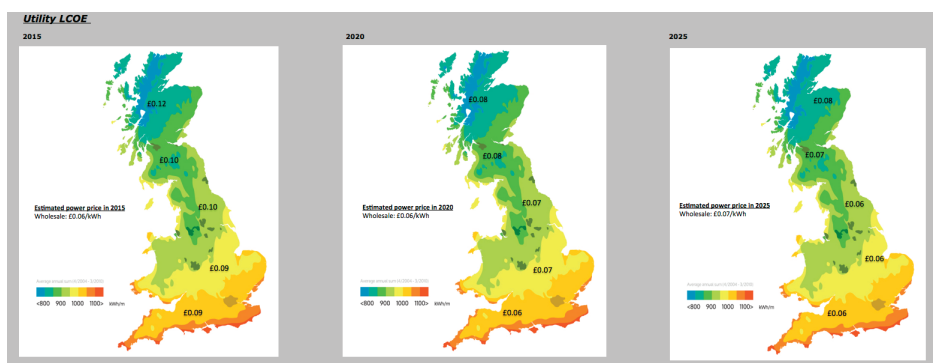 Utility LCOE
2015
£0.12
£0.10
£0.10
£0.09
£0.09
Estimated power price in 2015
Wholesale: £0.06/kWh
<800 900 1000 1100> kWh/m
2020
£0.08
£0.08
£0.07
£0.07
£0.06
Estimated power price in 2020
Wholesale: £0.06/kWh
<800 900 1000 1100> kWh/m
2025
£0.08
£0.07
£0.06
£0.06
£0.06
Estimated power price in 2025
Wholesale: £0.07/kWh
<800 900 1000 1100> kWh/m